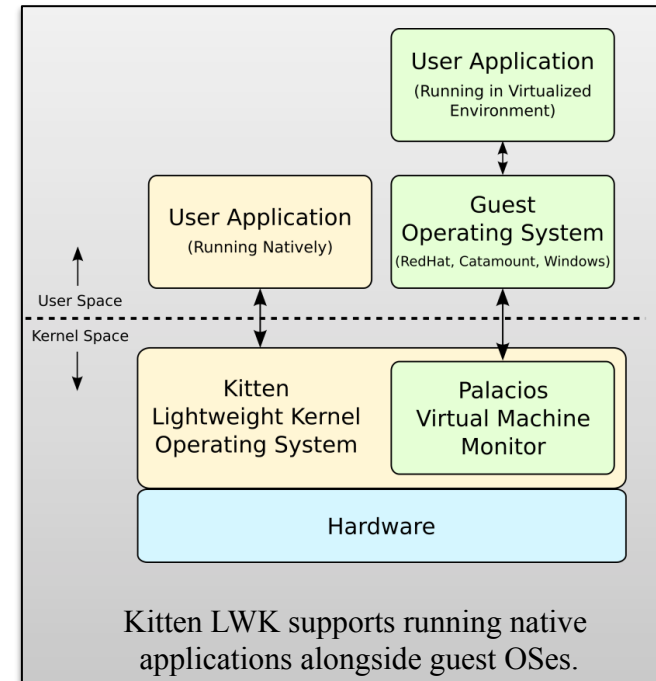 User Application
(Running in Virtualized
Environment)
User Application
(Running Natively)
Guest
Operating System
(RedHat, Catamount, Windows)
User Space
Kernel Space
Kitten
Lightweight Kernel
Operating System
Palacios
Virtual Machine
Monitor
Hardware
Kitten LWK supports running native
applications alongside guest OSes.